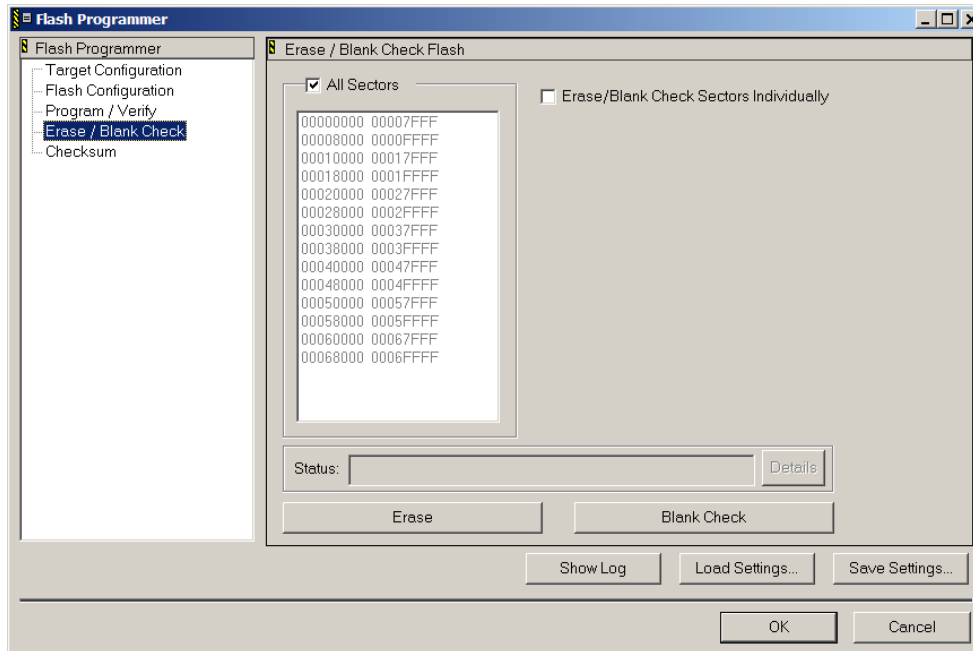 Flash Programmer
Flash Programmer
Target Configuration
Flash Configuration
Program / Verify
Erase / Blank Check
Checksum
Erase / Blank Check Flash
All Sectors
Erase/Blank Check Sectors Individually
00000000 00007FFF
00008000 0000FFFF
00010000 00017FFF
00018000 0001FFFF
00020000 00027FFF
00028000 0002FFFF
00030000 00037FFF
00038000 0003FFFF
00040000 00047FFF
00048000 0004FFFF
00050000 00057FFF
00058000 0005FFFF
00060000 00067FFF
00068000 0006FFFF
Status:
Details
Erase
Blank Check
Show Log
Load Settings...
Save Settings...
OK
Cancel